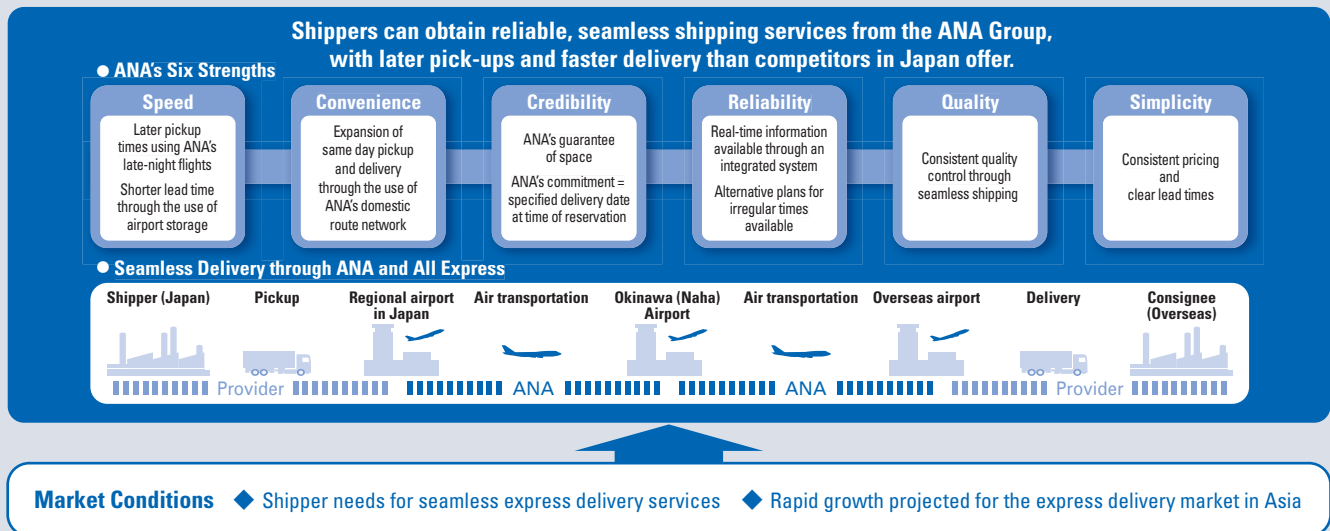 Shippers can obtain reliable, seamless shipping services from the ANA Group,
with later pick-ups and faster delivery than competitors in Japan offer.
● ANA's Six Strengths
Speed
Later pickup
times using ANA's
late-night flights
Shorter lead time
through the use of
airport storage
Convenience
Expansion of
same day pickup
and delivery
through the use of
ANA's domestic
route network
Credibility
ANA's guarantee
of space
ANA's commitment =
specified delivery date
at time of reservation
Reliability
Real-time information
available through an
integrated system
Alternative plans for
irregular times
available
Quality
Consistent quality
control through
seamless shipping
Simplicity
Consistent pricing
and
clear lead times
● Seamless Delivery through ANA and All Express
Shipper (Japan)
Pickup
Regional airport
in Japan
Air transportation
Okinawa (Naha)
Airport
Air transportation
Overseas airport
Delivery
Consignee
(Overseas)
Provider
ANA
ANA
Provider
Market Conditions ◆ Shipper needs for seamless express delivery services ◆ Rapid growth projected for the express delivery market in Asia